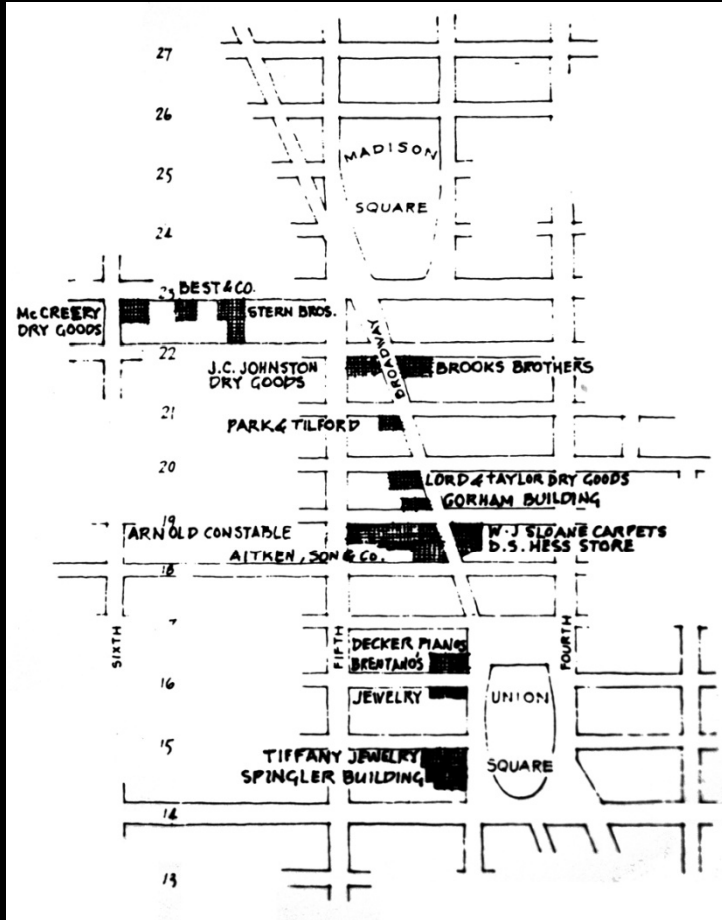 27
26
MADISON
25
SQUARE
24
BEST & CO.
23
McCREERY
DRY GOODS
STERN BROS.
22
J.C. JOHNSTON
DRY GOODS
BROADWAY
BROOKS BROTHERS
21
PARK & TILFORD
20
LORD & TAYLOR DRY GOODS
GORHAM BUILDING
19
ARNOLD CONSTABLE
W·J SLOANE CARPETS
D.S. HESS STORE
AITKEN, SON & CO.
18
7
SIXTH
FIFTH
FOURTH
DECKER PIANOS
BRENTANO'S
16
JEWELRY
UNION
15
TIFFANY JEWELRY
SQUARE
SPINGLER BUILDING
14
13